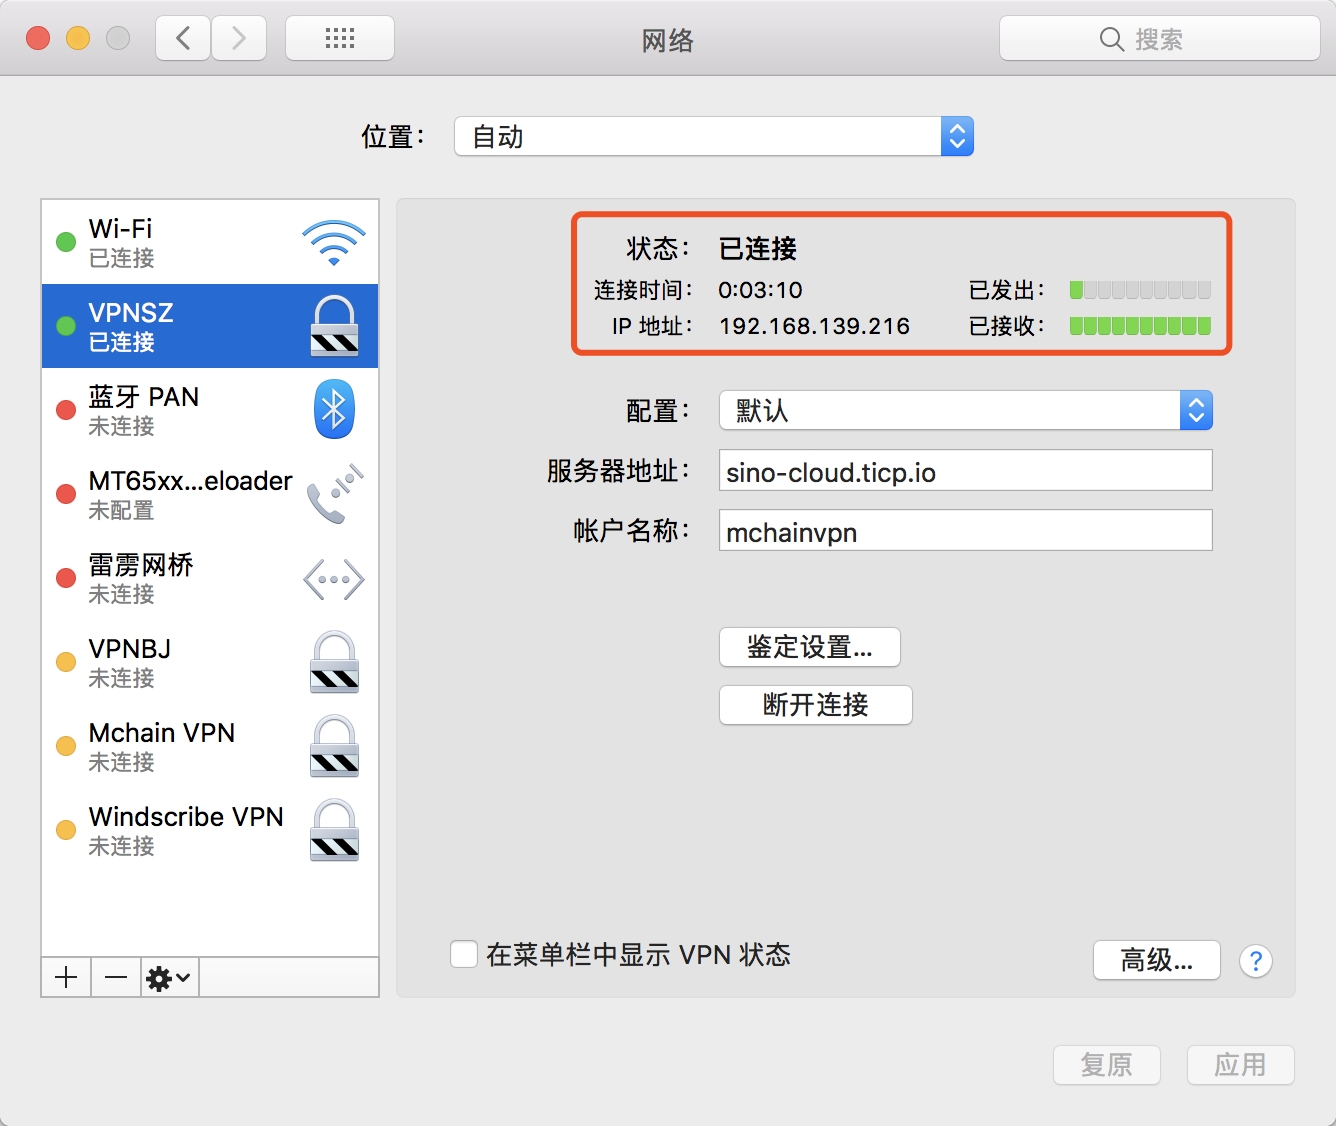 网络
搜索
位置：
自动
Wi-Fi
已连接
VPNSZ
已连接
蓝牙 PAN
未连接
MT65xx...eloader
未配置
雷雳网桥
未连接
VPNBJ
未连接
Mchain VPN
未连接
Windscribe VPN
未连接
状态： 已连接
连接时间： 0:03:10 已发出：
IP 地址： 192.168.139.216 已接收：
配置： 默认
服务器地址： sino-cloud.ticp.io
帐户名称： mchainvpn
鉴定设置...
断开连接
在菜单栏中显示 VPN 状态
高级...
?
复原
应用